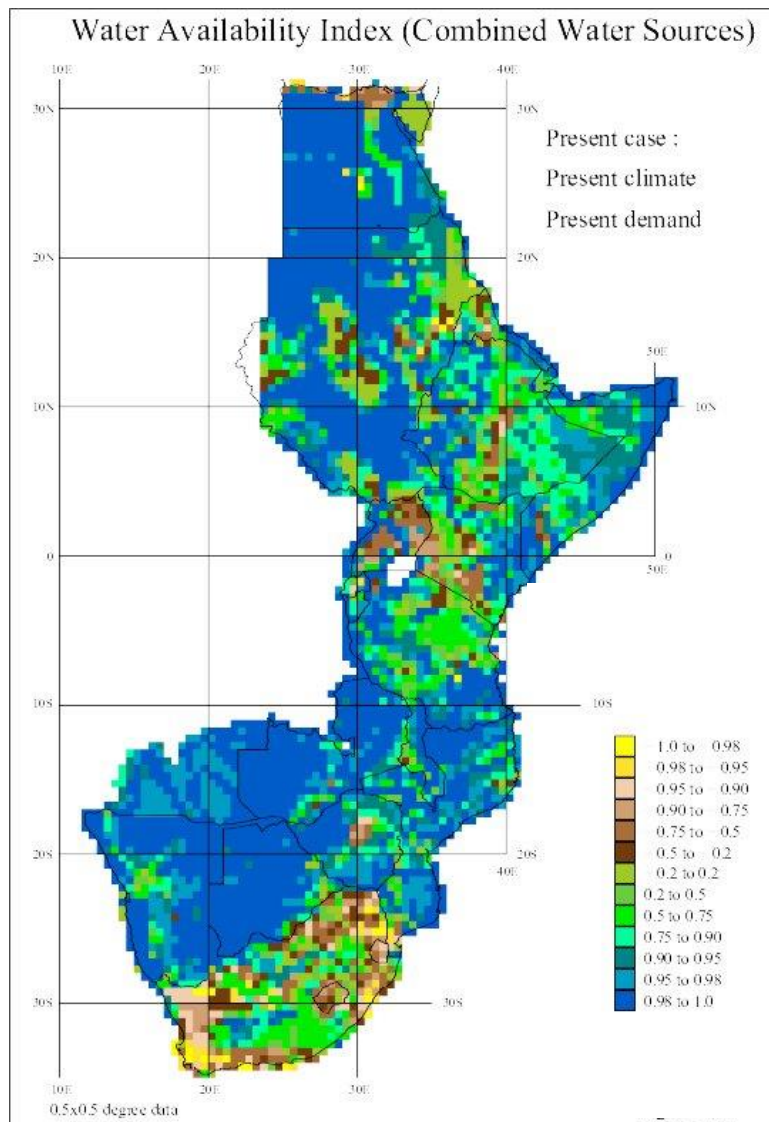 Water Availability Index (Combined Water Sources)
10E 20E 30E 40E
30N 30N
Present case :
Present climate
Present demand
20N 20N
50E
10N 10N
0 0
50E
10S 10S
1.0 to 0.98
0.98 to 0.95
0.95 to 0.90
0.90 to 0.75
0.75 to 0.5
0.5 to 0.2
0.2 to 0.2
0.2 to 0.5
0.5 to 0.75
0.75 to 0.90
0.90 to 0.95
0.95 to 0.98
0.98 to 1.0
20S 20S
40E
30S 30S
10E 20E 30E
0.5x0.5 degree data